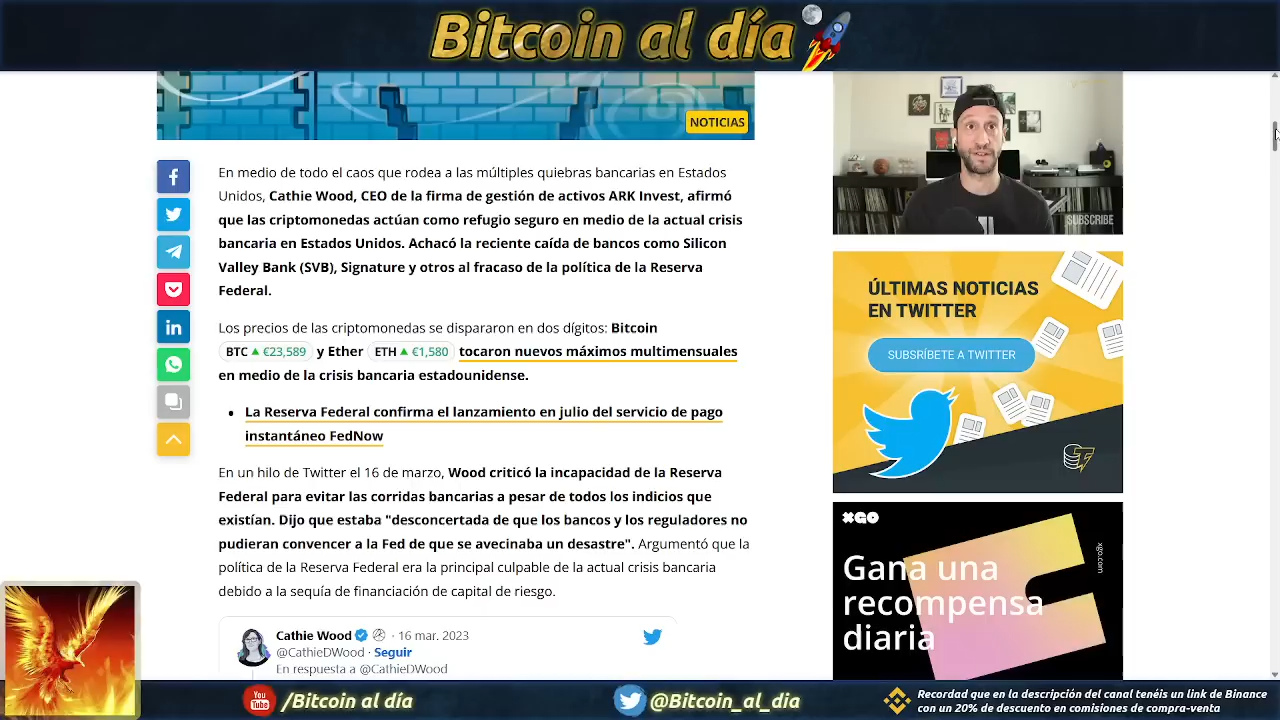 Bitcoin al día
NOTICIAS
En medio de todo el caos que rodea a las múltiples quiebras bancarias en Estados
Unidos, Cathie Wood, CEO de la firma de gestión de activos ARK Invest, afirmó
que las criptomonedas actúan como refugio seguro en medio de la actual crisis
bancaria en Estados Unidos. Achacó la reciente caída de bancos como Silicon
Valley Bank (SVB), Signature y otros al fracaso de la política de la Reserva
Federal.
Los precios de las criptomonedas se dispararon en dos dígitos: Bitcoin
BTC ▲ €23,589 y Ether ETH ▲ €1,580 tocaron nuevos máximos multimensuales
en medio de la crisis bancaria estadounidense.
• La Reserva Federal confirma el lanzamiento en julio del servicio de pago
instantáneo FedNow
En un hilo de Twitter el 16 de marzo, Wood criticó la incapacidad de la Reserva
Federal para evitar las corridas bancarias a pesar de todos los indicios que
existían. Dijo que estaba "desconcertada de que los bancos y los reguladores no
pudieran convencer a la Fed de que se avecinaba un desastre". Argumentó que la
política de la Reserva Federal era la principal culpable de la actual crisis bancaria
debido a la sequía de financiación de capital de riesgo.
Cathie Wood · 16 mar. 2023
@CathieDWood · Seguir
En respuesta a @CathieDWood
SUBSCRIBE
ÚLTIMAS NOTICIAS
EN TWITTER
SUBSRÍBETE A TWITTER
XGO
xgo.com
Gana una
recompensa
diaria
You Tube /Bitcoin al día
@Bitcoin_al_dia
Recordad que en la descripción del canal tenéis un link de Binance
con un 20% de descuento en comisiones de compra-venta